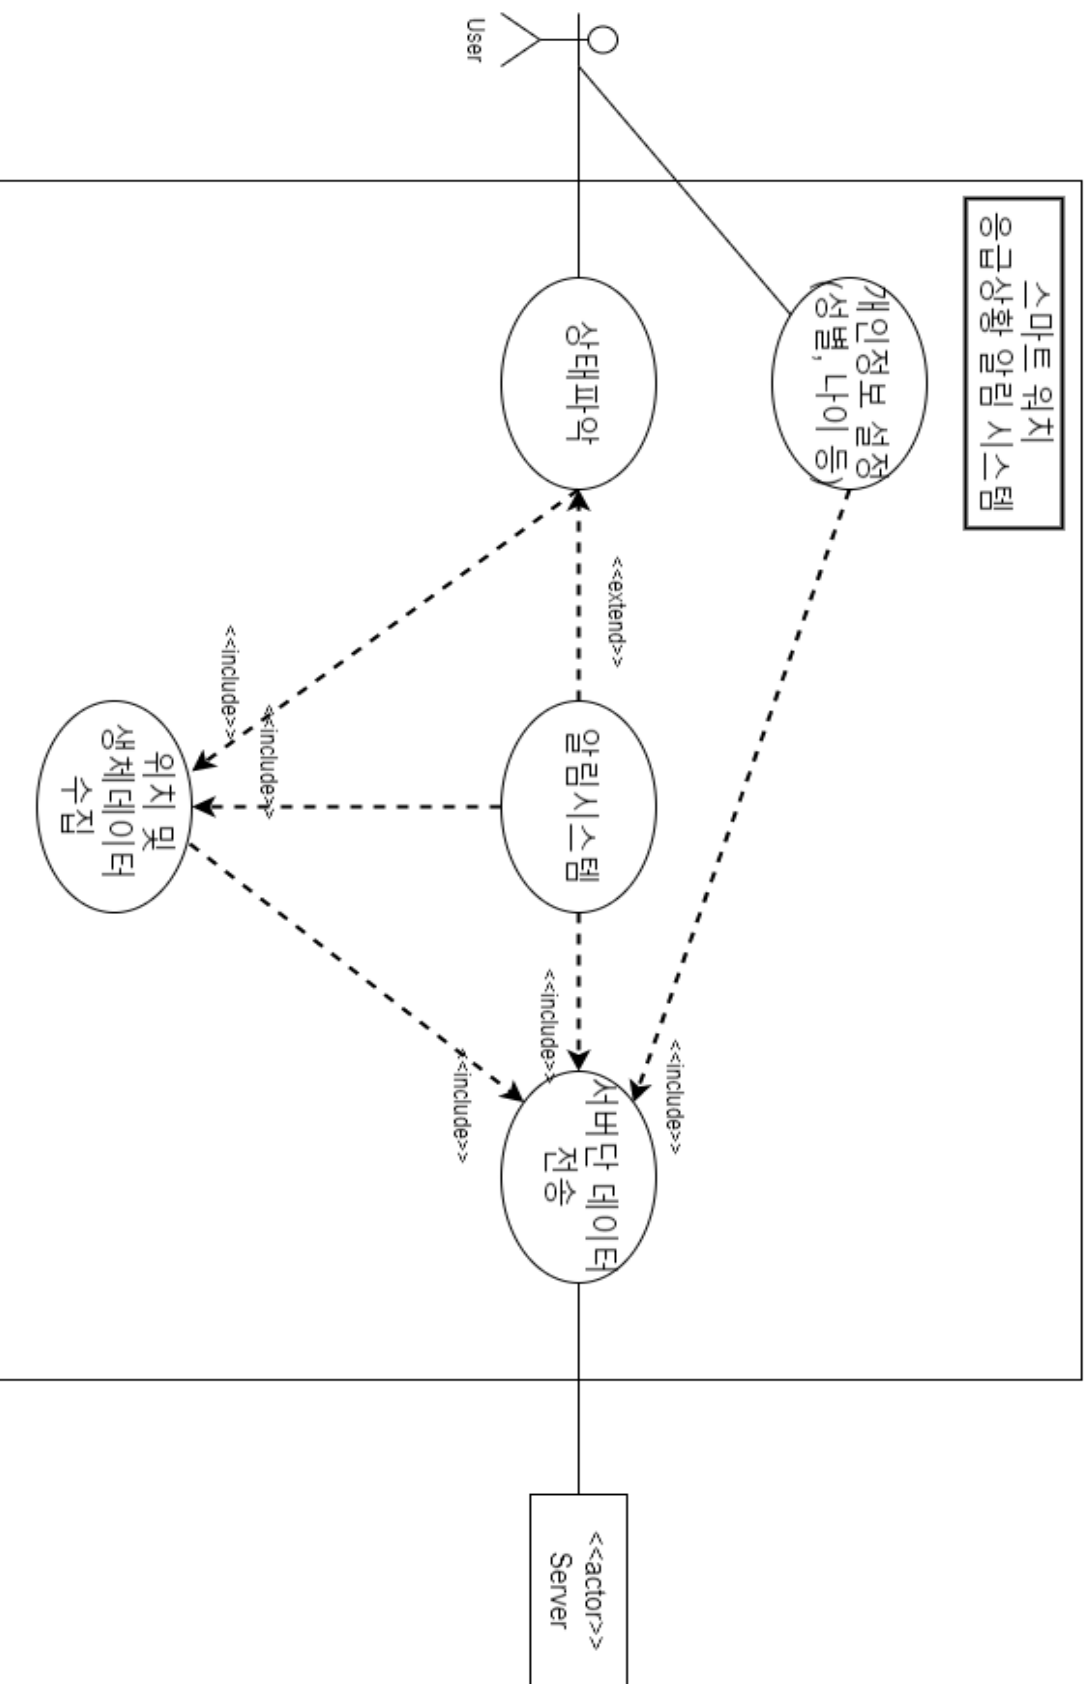 스마트 워치
응급상황 알림 시스템
User
개인정보 설정
(성별, 나이 등)
상태파악
<<extend>>
알림시스템
<<include>>
<<include>>
위치 및
생체데이터
수집
<<include>>
<<include>>
<<include>>
서버단 데이터
전송
<<actor>>
Server